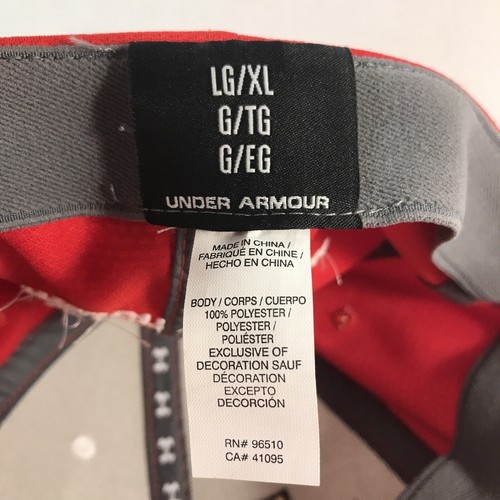 LG/XL
G/TG
G/EG
UNDER ARMOUR
MADE IN CHINA /
FABRIQUÉ EN CHINE /
HECHO EN CHINA
BODY / CORPS / CUERPO
100% POLYESTER /
POLYESTER /
POLIÉSTER
EXCLUSIVE OF
DECORATION SAUF
DÉCORATION
EXCEPTO
DECORCIÓN
RN# 96510
CA# 41095